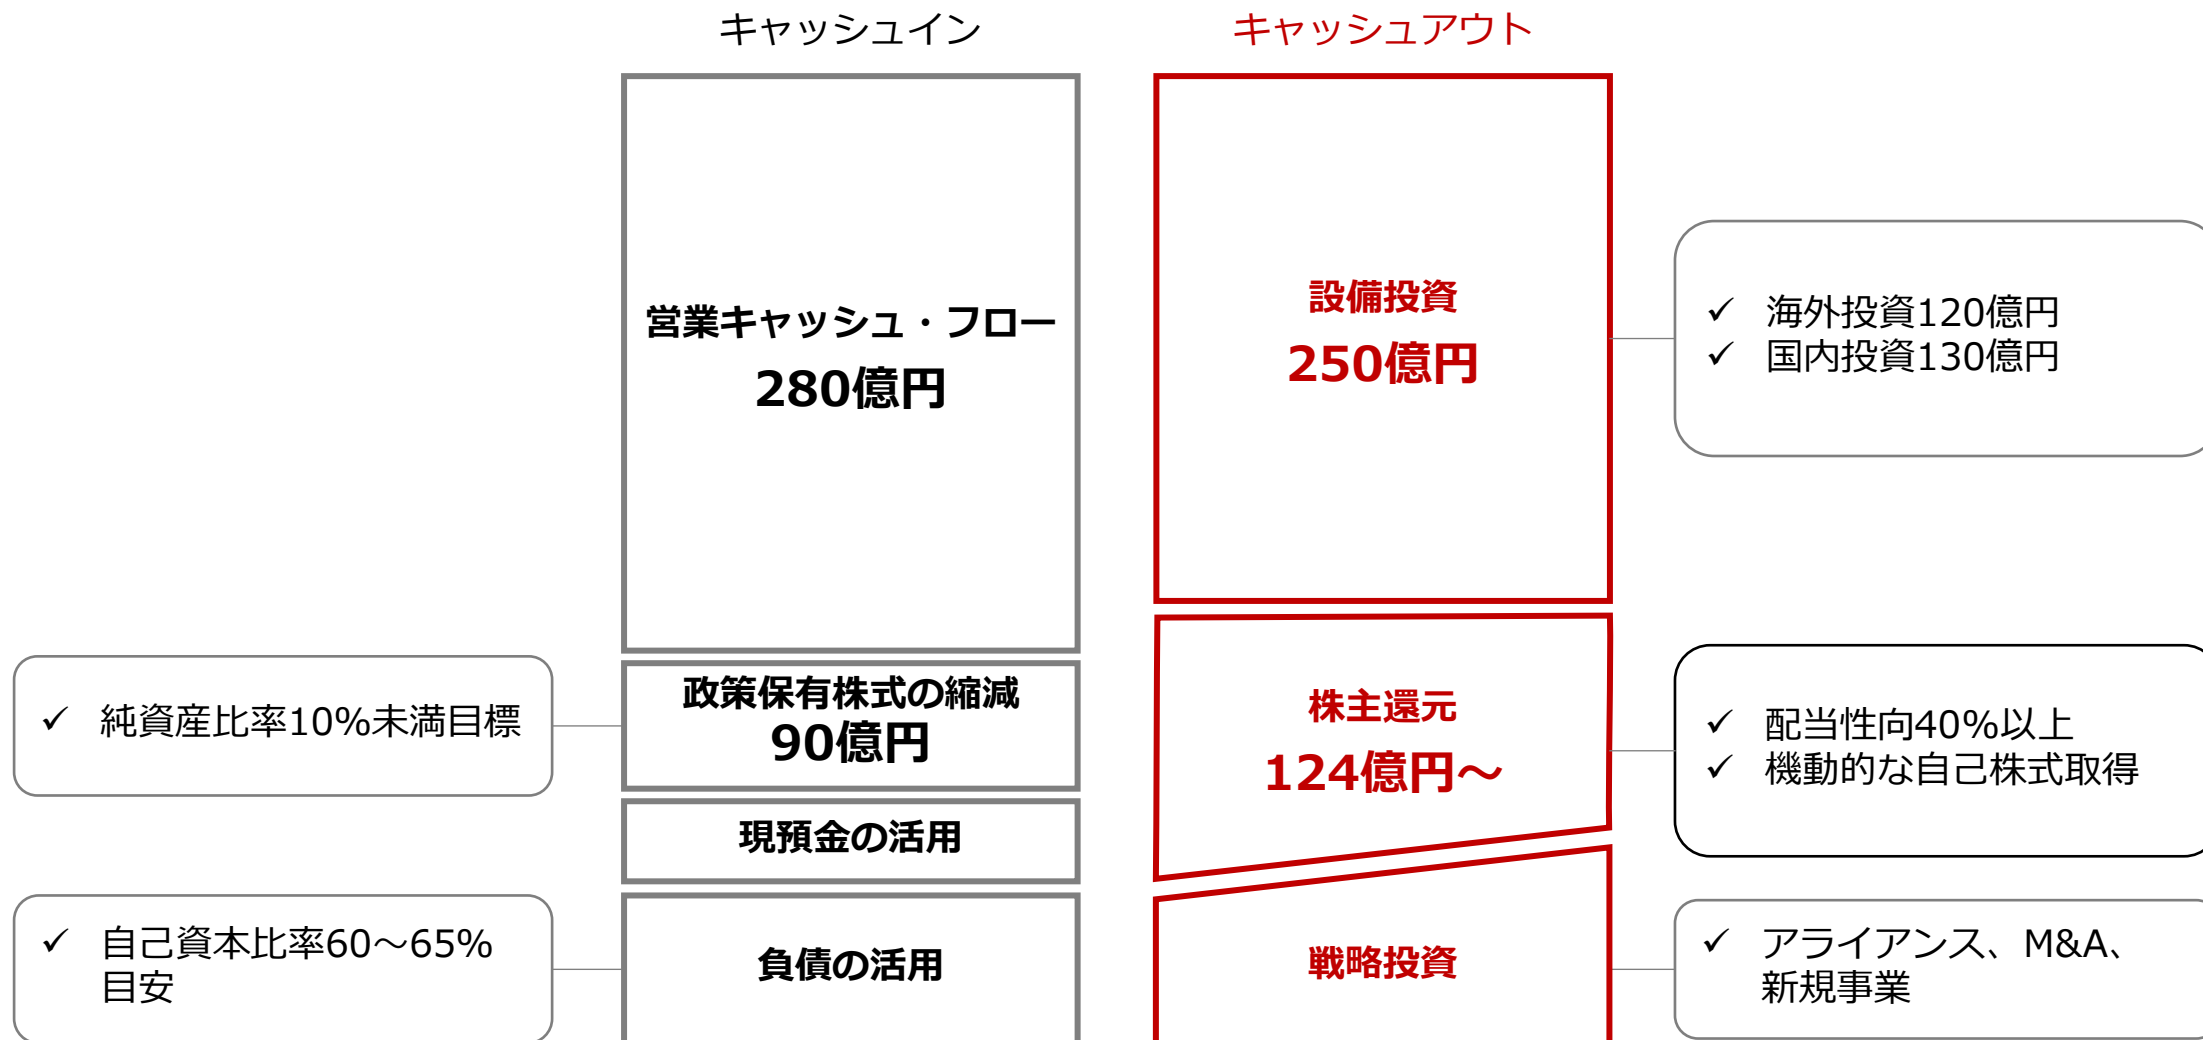 キャッシュイン
キャッシュアウト
営業キャッシュ・フロー
280億円
設備投資
250億円
✓ 海外投資120億円
✓ 国内投資130億円
✓ 純資産比率10%未満目標
政策保有株式の縮減
90億円
株主還元
124億円～
✓ 配当性向40%以上
✓ 機動的な自己株式取得
現預金の活用
✓ 自己資本比率60～65%
目安
負債の活用
戦略投資
✓ アライアンス、M&A、
新規事業